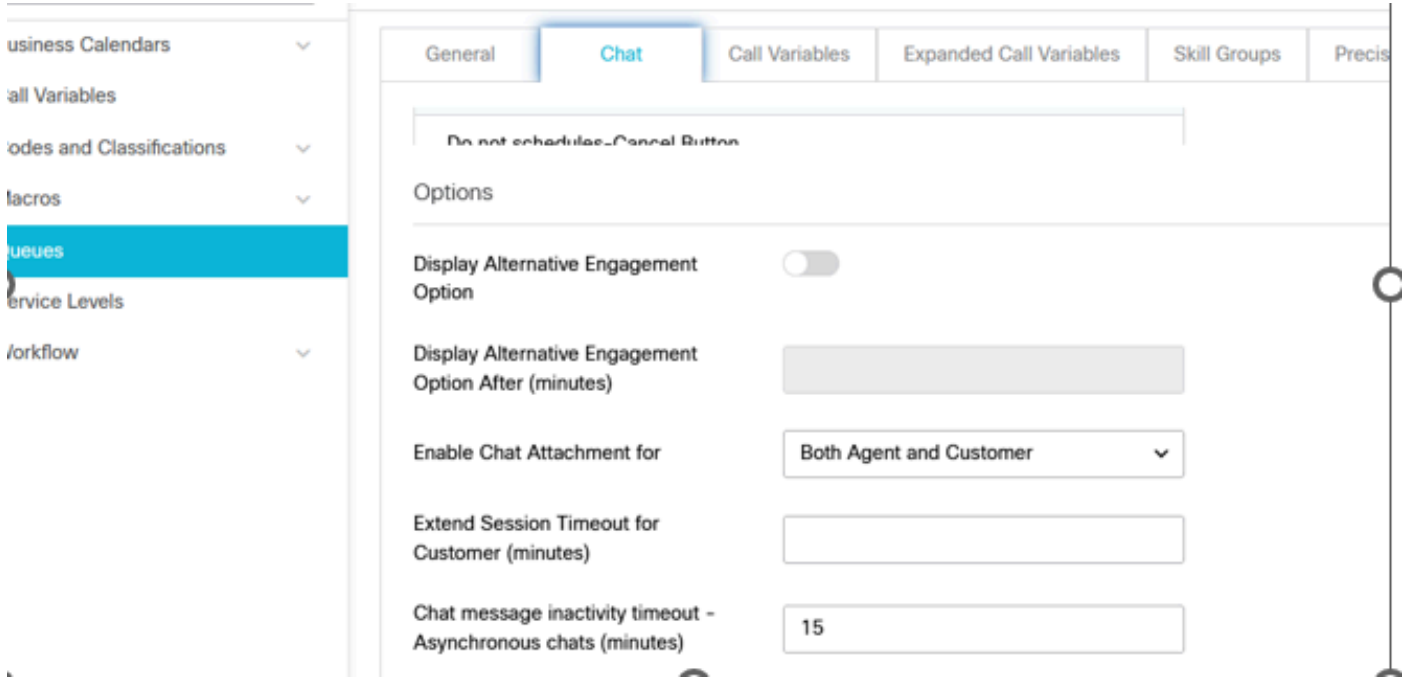 usiness Calendars
all Variables
odes and Classifications
lacros
ueues
ervice Levels
Vorkflow
General Chat Call Variables Expanded Call Variables Skill Groups Precis
Do not schedules-Cancel Button
Options
Display Alternative Engagement
Option
Display Alternative Engagement
Option After (minutes)
Enable Chat Attachment for
Both Agent and Customer
Extend Session Timeout for
Customer (minutes)
Chat message inactivity timeout -
Asynchronous chats (minutes)
15